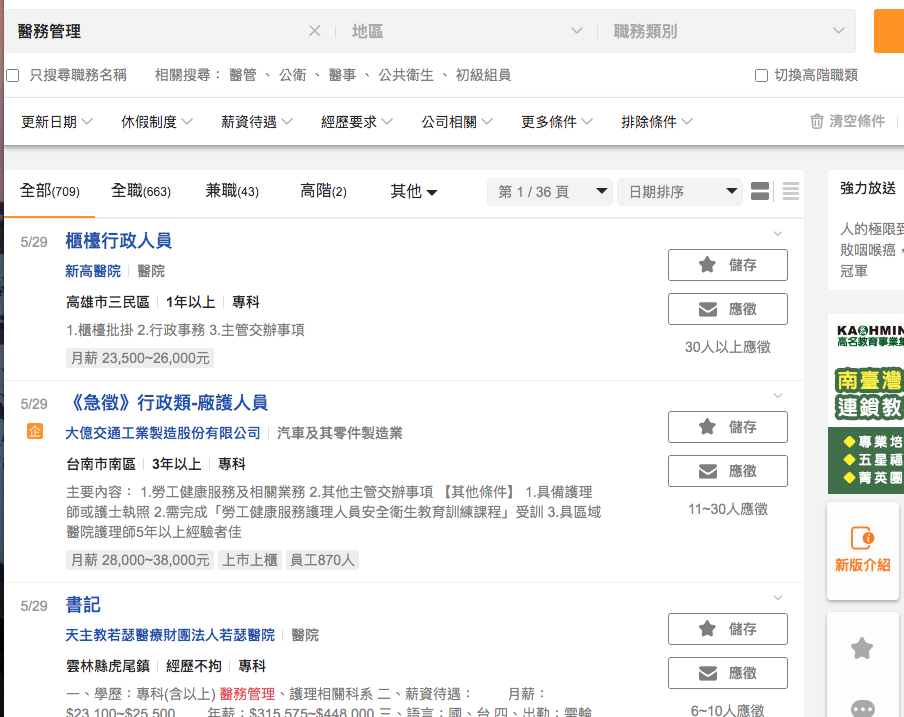 醫務管理 地區 職務類別
只搜尋職務名稱 相關搜尋： 醫管 、 公衛 、 醫事 、 公共衛生 、 初級組員 切換高階職類
更新日期 休假制度 薪資待遇 經歷要求 公司相關 更多條件 排除條件 清空條件
全部(709) 全職(663) 兼職(43) 高階(2) 其他 第 1 / 36 頁 日期排序
5/29 櫃檯行政人員
新高醫院 醫院
高雄市三民區 1年以上 專科
1.櫃檯批掛 2.行政事務 3.主管交辦事項
月薪 23,500~26,000元
儲存
應徵
30人以上應徵
5/29 《急徵》行政類-廠護人員
企 大億交通工業製造股份有限公司 汽車及其零件製造業
台南市南區 3年以上 專科
主要內容： 1.勞工健康服務及相關業務 2.其他主管交辦事項 【其他條件】 1.具備護理
師或護士執照 2.需完成「勞工健康服務護理人員安全衛生教育訓練課程」受訓 3.具區域
醫院護理師5年以上經驗者佳
月薪 28,000~38,000元 上市上櫃 員工870人
儲存
應徵
11~30人應徵
5/29 書記
天主教若瑟醫療財團法人若瑟醫院 醫院
雲林縣虎尾鎮 經歷不拘 專科
一、學歷：專科(含以上) 醫務管理、護理相關科系 二、薪資待遇： 月薪：
$23,100~$25,500 年薪：$315,575~$448,000 三、語言：國、台 四、出勤：需輪
儲存
應徵
6~10人應徵
強力放送
人的極限到
敗咽喉癌，
冠軍
KA$HMIN
高名教育事業集
南臺灣
連鎖教
專業培
五星福
菁英團
新版介紹